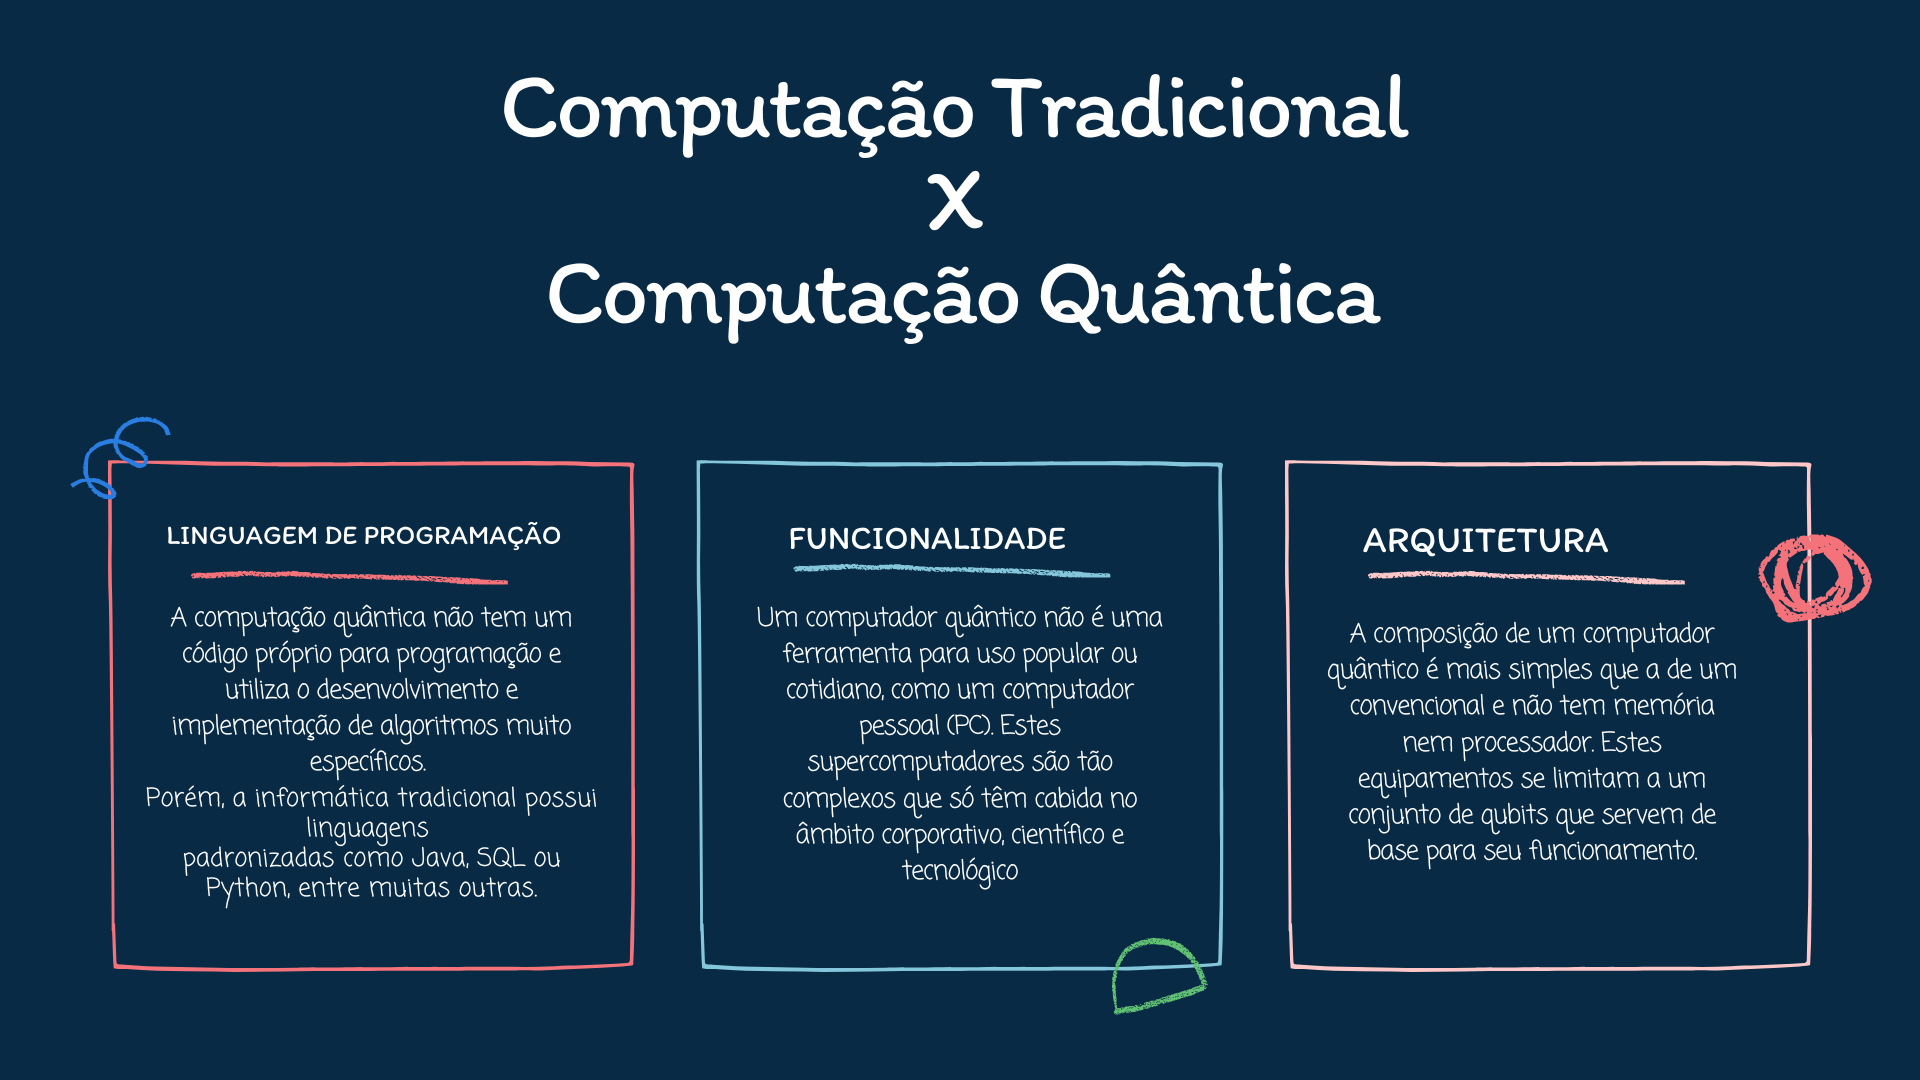 Computação Tradicional
X
Computação Quântica
LINGUAGEM DE PROGRAMAÇÃO
A computação quântica não tem um
código próprio para programação e
utiliza o desenvolvimento e
implementação de algoritmos muito
específicos.
Porém, a informática tradicional possui
linguagens
padronizadas como Java, SQL ou
Python, entre muitas outras.
FUNCIONALIDADE
Um computador quântico não é uma
ferramenta para uso popular ou
cotidiano, como um computador
pessoal (PC). Estes
supercomputadores são tão
complexos que só têm cabida no
âmbito corporativo, científico e
tecnológico
ARQUITETURA
A composição de um computador
quântico é mais simples que a de um
convencional e não tem memória
nem processador. Estes
equipamentos se limitam a um
conjunto de qubits que servem de
base para seu funcionamento.